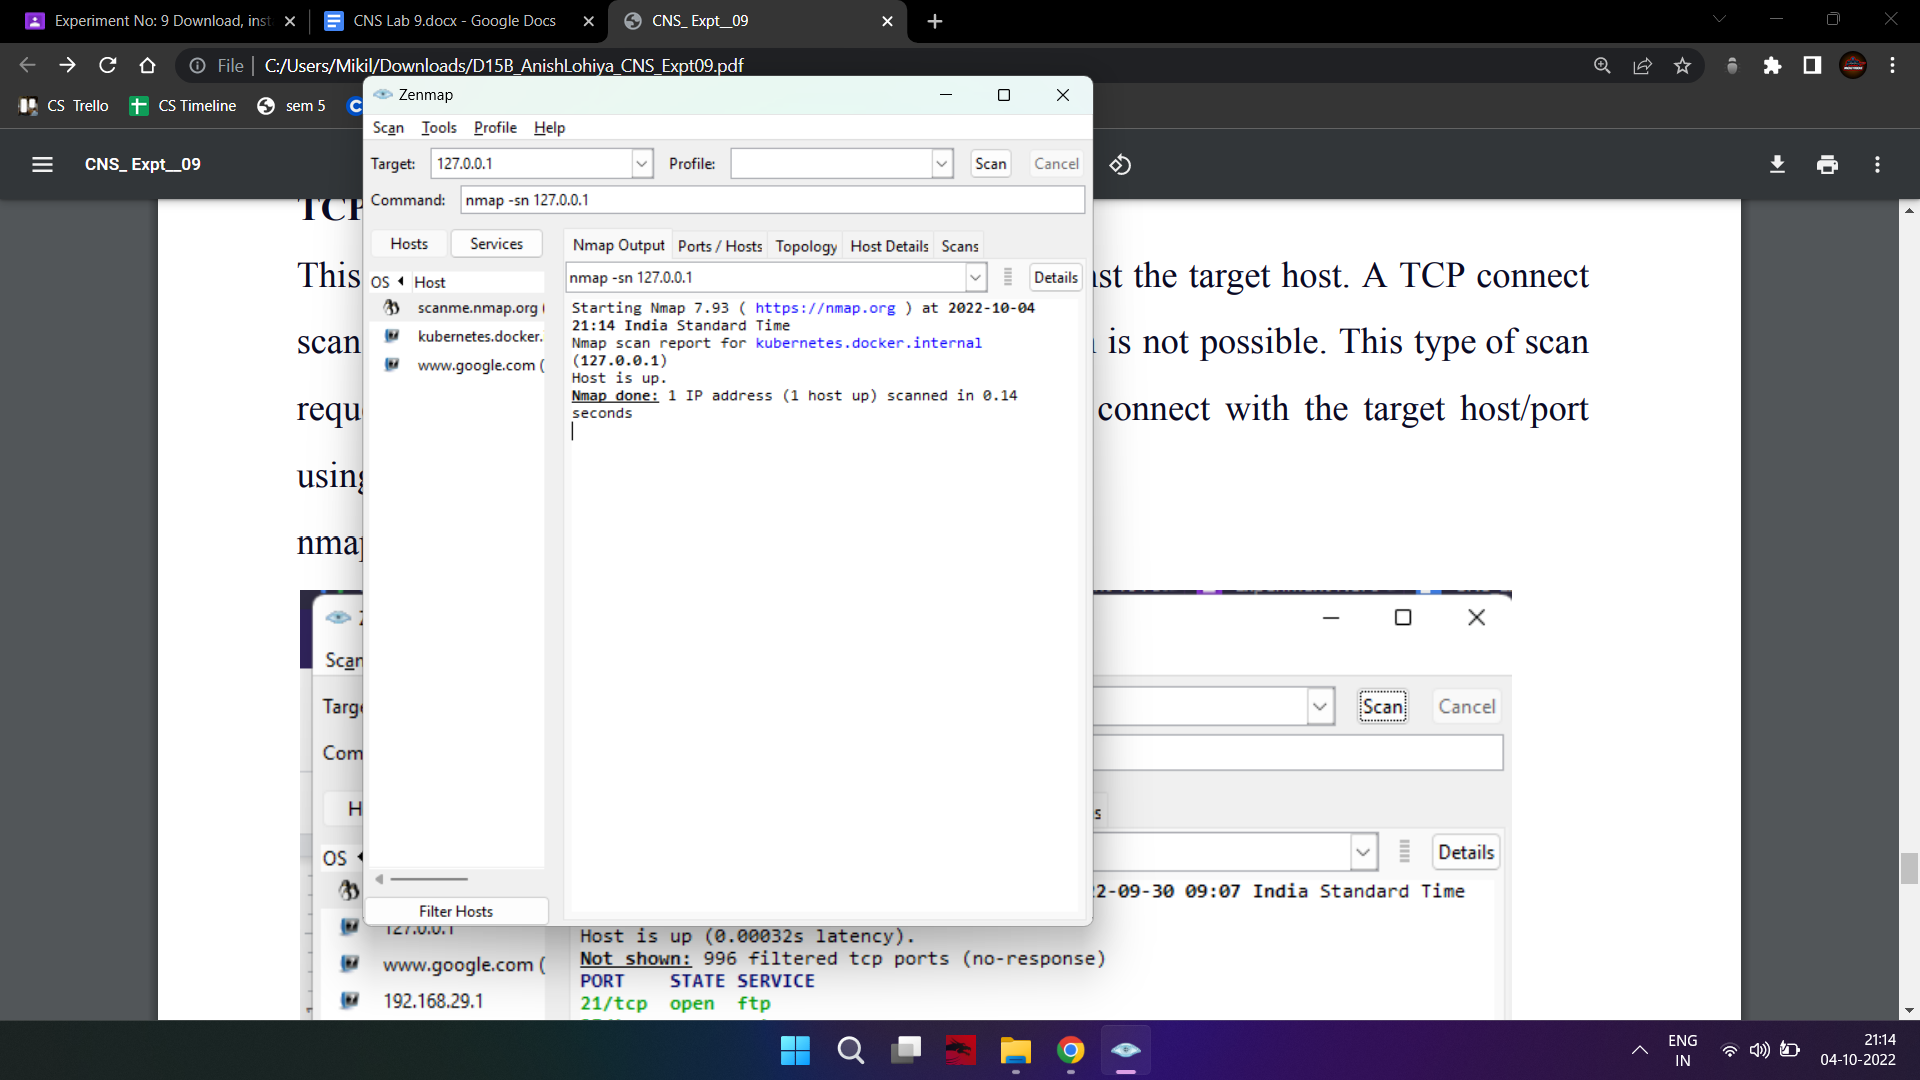 Experiment No: 9 Download, inst
CNS Lab 9.docx - Google Docs
CNS_ Expt__09
File
C:/Users/Mikil/Downloads/D15B_AnishLohiya_CNS_Expt09.pdf
CS Trello
CS Timeline
sem 5
CNS_ Expt__09
Zenmap
Scan Tools Profile Help
Target: 127.0.0.1 Profile: Scan Cancel
Command: nmap -sn 127.0.0.1
Hosts Services
OS Host
scanme.nmap.org (
kubernetes.docker.
www.google.com (
Filter Hosts
Nmap Output Ports / Hosts Topology Host Details Scans
nmap -sn 127.0.0.1 Details
Starting Nmap 7.93 ( https://nmap.org ) at 2022-10-04
21:14 India Standard Time
Nmap scan report for kubernetes.docker.internal
(127.0.0.1)
Host is up.
Nmap done: 1 IP address (1 host up) scanned in 0.14
seconds
TCP
This st the target host. A TCP connect
scan is not possible. This type of scan
requ connect with the target host/port
using
nmap
Scan
Targe Scan Cancel
Com
H s
OS Details
2-09-30 09:07 India Standard Time
127.0.0.1
www.google.com (
192.168.29.1
Host is up (0.00032s latency).
Not shown: 996 filtered tcp ports (no-response)
PORT STATE SERVICE
21/tcp open ftp
ENG
IN
21:14
04-10-2022